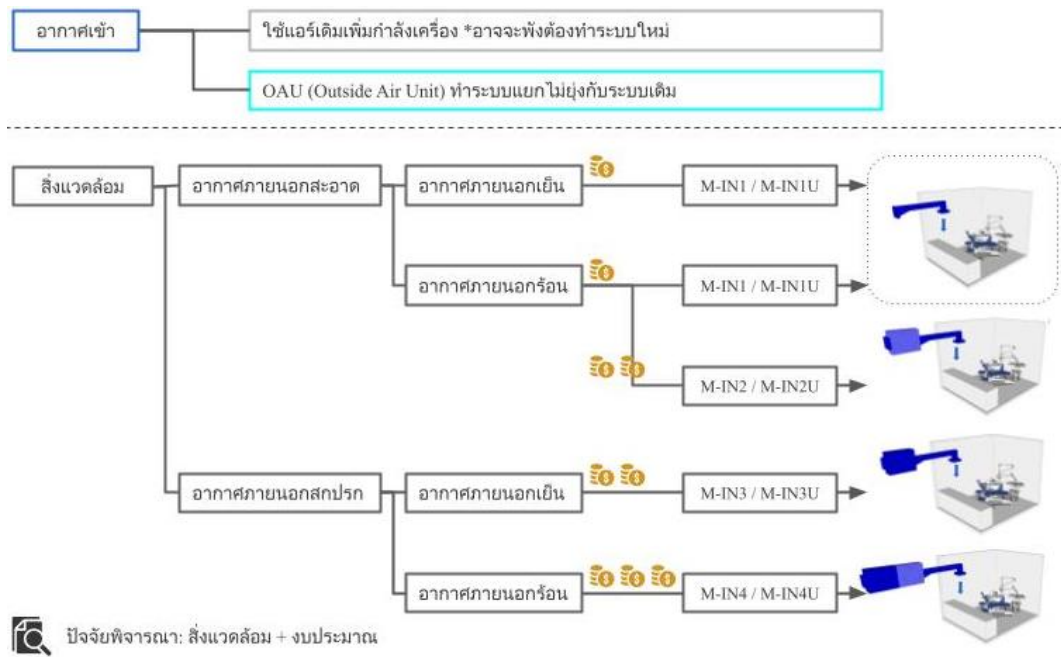 อากาศเข้า
ใช้แอร์เดิมเพิ่มกำลังเครื่อง *อาจจะพังต้องทำระบบใหม่
OAU (Outside Air Unit) ทำระบบแยกไม่ยุ่งกับระบบเดิม
สิ่งแวดล้อม
อากาศภายนอกสะอาด
อากาศภายนอกเย็น
M-IN1 / M-IN1U
อากาศภายนอกร้อน
M-IN1 / M-IN1U
M-IN2 / M-IN2U
อากาศภายนอกสกปรก
อากาศภายนอกเย็น
M-IN3 / M-IN3U
อากาศภายนอกร้อน
M-IN4 / M-IN4U
ปัจจัยพิจารณา: สิ่งแวดล้อม + งบประมาณ